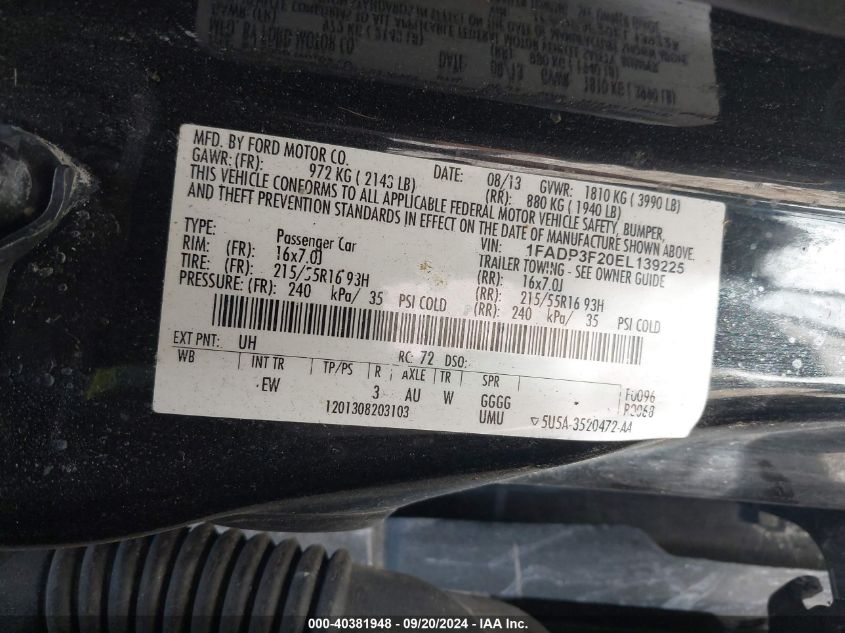 MFD. BY FORD MOTOR CO.
DATE: 08/13 GVWR: 1810 KG ( 3990 LB)
GAWR: (FR): 972 KG ( 2143 LB) (RR): 880 KG ( 1940 LB)
THIS VEHICLE CONFORMS TO ALL APPLICABLE FEDERAL MOTOR VEHICLE SAFETY, BUMPER,
AND THEFT PREVENTION STANDARDS IN EFFECT ON THE DATE OF MANUFACTURE SHOWN ABOVE.
VIN: 1FADP3F20EL139225
TYPE: Passenger Car TRAILER TOWING - SEE OWNER GUIDE
RIM: (FR): 16x7.0J (RR): 16x7.0J
TIRE: (FR): 215/55R16 93H (RR): 215/55R16 93H
PRESSURE: (FR): 240 kPa/ 35 PSI COLD (RR): 240 kPa/ 35 PSI COLD
EXT PNT: UH RC: 72 DSO:
WB INT TR TP/PS R AXLE TR SPR
EW 3 AU W GGGG F0096
1201308203103 UMU R0068
5U5A-3520472-AA
000-40381948 - 09/20/2024 - IAA Inc.